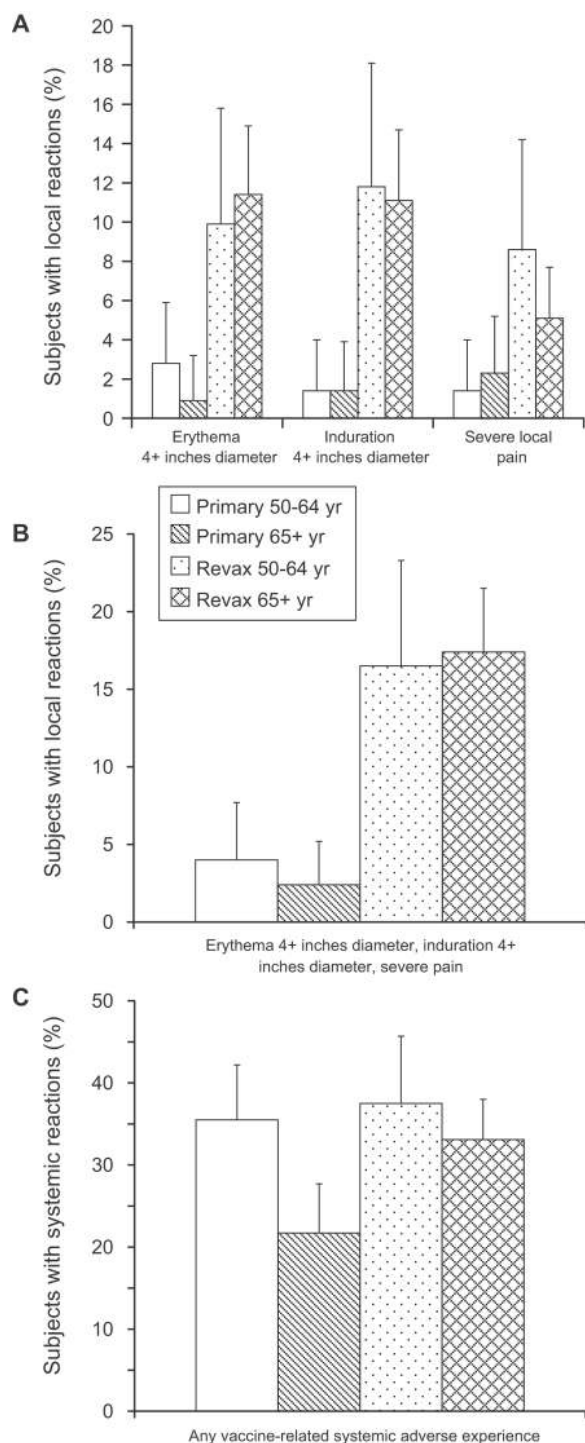 A
Subjects with local reactions (%)
20
18
16
14
12
10
8
6
4
2
0
Erythema
4+ inches diameter
Induration
4+ inches diameter
Severe local
pain
Primary 50-64 yr
Primary 65+ yr
Revax 50-64 yr
Revax 65+ yr
B
Subjects with local reactions (%)
25
20
15
10
5
0
Erythema 4+ inches diameter, induration 4+
inches diameter, severe pain
C
Subjects with systemic reactions (%)
50
40
30
20
10
0
Any vaccine-related systemic adverse experience